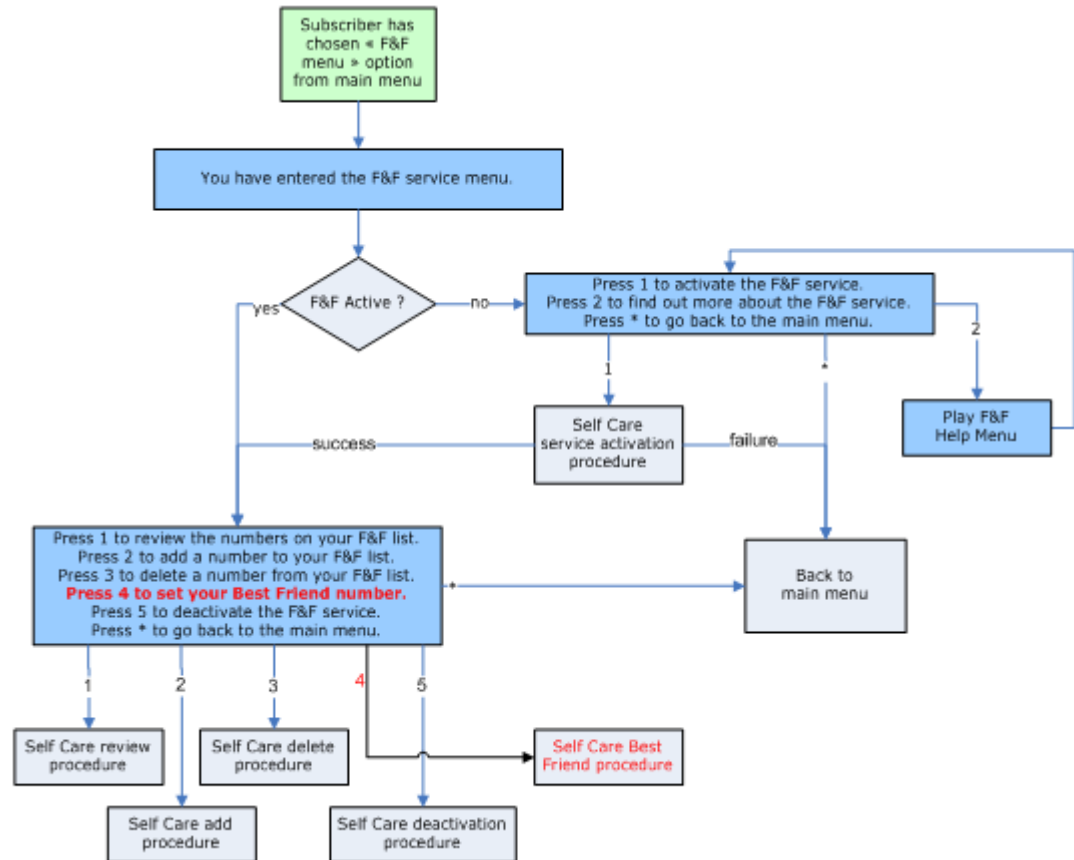 Subscriber has
chosen « F&F
menu » option
from main menu
You have entered the F&F service menu.
F&F Active ?
yes
no
Press 1 to activate the F&F service.
Press 2 to find out more about the F&F service.
Press * to go back to the main menu.
1
*
2
Self Care
service activation
procedure
Play F&F
Help Menu
success
failure
Press 1 to review the numbers on your F&F list.
Press 2 to add a number to your F&F list.
Press 3 to delete a number from your F&F list.
Press 4 to set your Best Friend number.
Press 5 to deactivate the F&F service.
Press * to go back to the main menu.
*
Back to
main menu
1
2
3
4
5
Self Care review
procedure
Self Care delete
procedure
Self Care Best
Friend procedure
Self Care add
procedure
Self Care deactivation
procedure